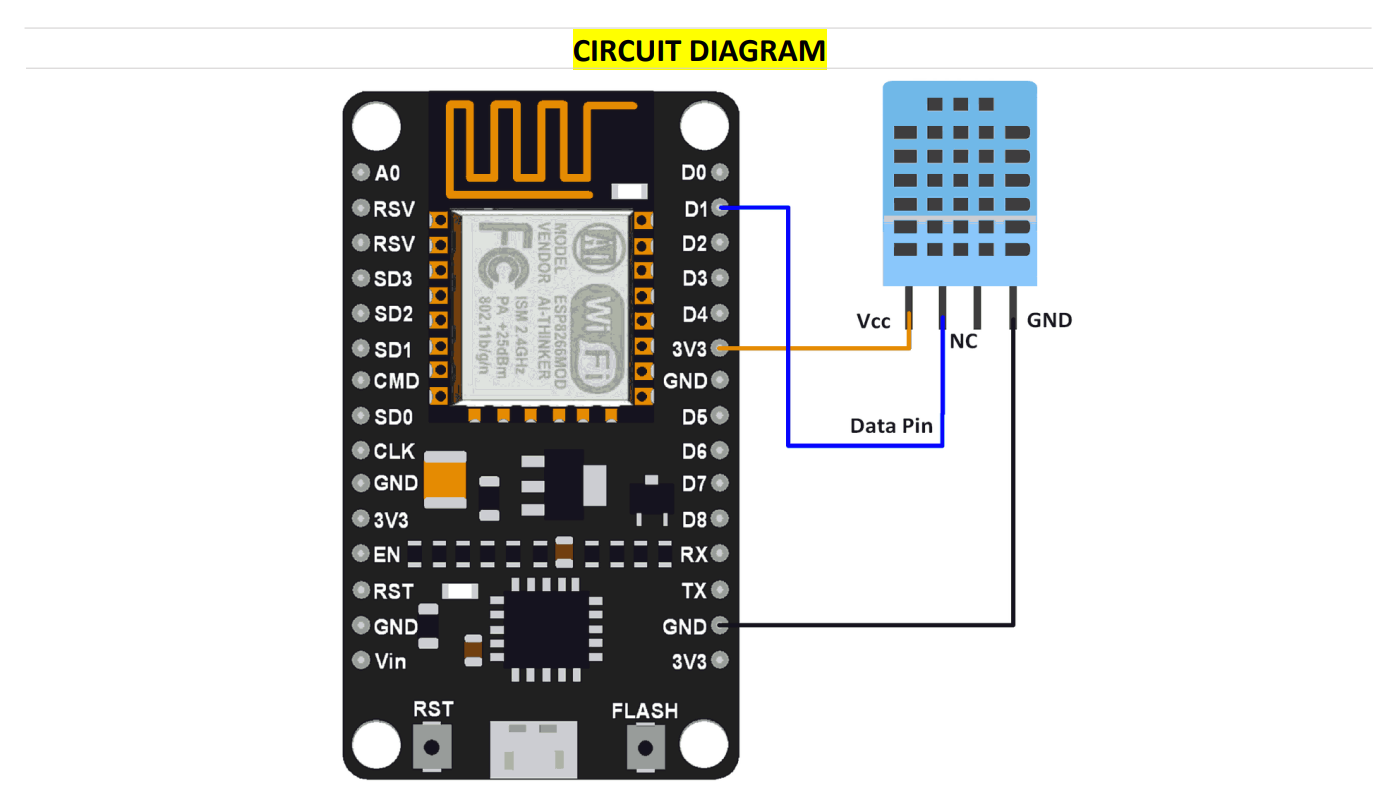 CIRCUIT DIAGRAM
A0
RSV
RSV
SD3
SD2
SD1
CMD
SD0
CLK
GND
3V3
EN
RST
GND
Vin
D0
D1
D2
D3
D4
3V3
GND
D5
D6
D7
D8
RX
TX
GND
3V3
MODEL
VENDOR
ESP8266MOD
AI-THINKER
ISM 2.4GHz
PA +25dBm
802.11b/g/n
FC
Wi Fi
RST
FLASH
Vcc
NC
GND
Data Pin